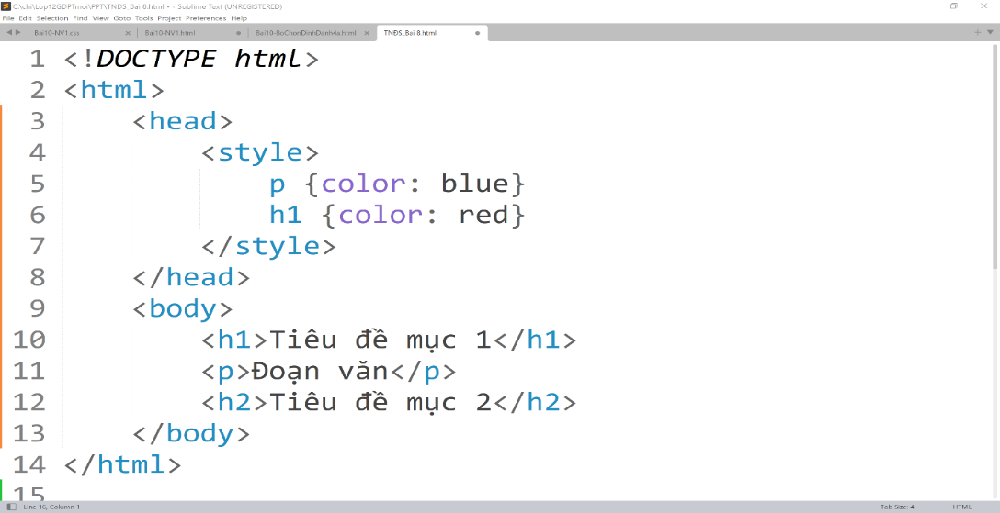 C:\chi\Lop12GDPTmoi\PPT\TNĐS_Bai 8.html • - Sublime Text (UNREGISTERED)
File Edit Selection Find View Goto Tools Project Preferences Help
Bai10-NV1.css Bai10-NV1.html Bai10-BoChonDinhDanh4a.html TNĐS_Bai 8.html
1 <!DOCTYPE html>
2 <html>
3 <head>
4 <style>
5 p {color: blue}
6 h1 {color: red}
7 </style>
8 </head>
9 <body>
10 <h1>Tiêu đề mục 1</h1>
11 <p>Đoạn văn</p>
12 <h2>Tiêu đề mục 2</h2>
13 </body>
14 </html>
15
Line 16, Column 1 Tab Size: 4 HTML